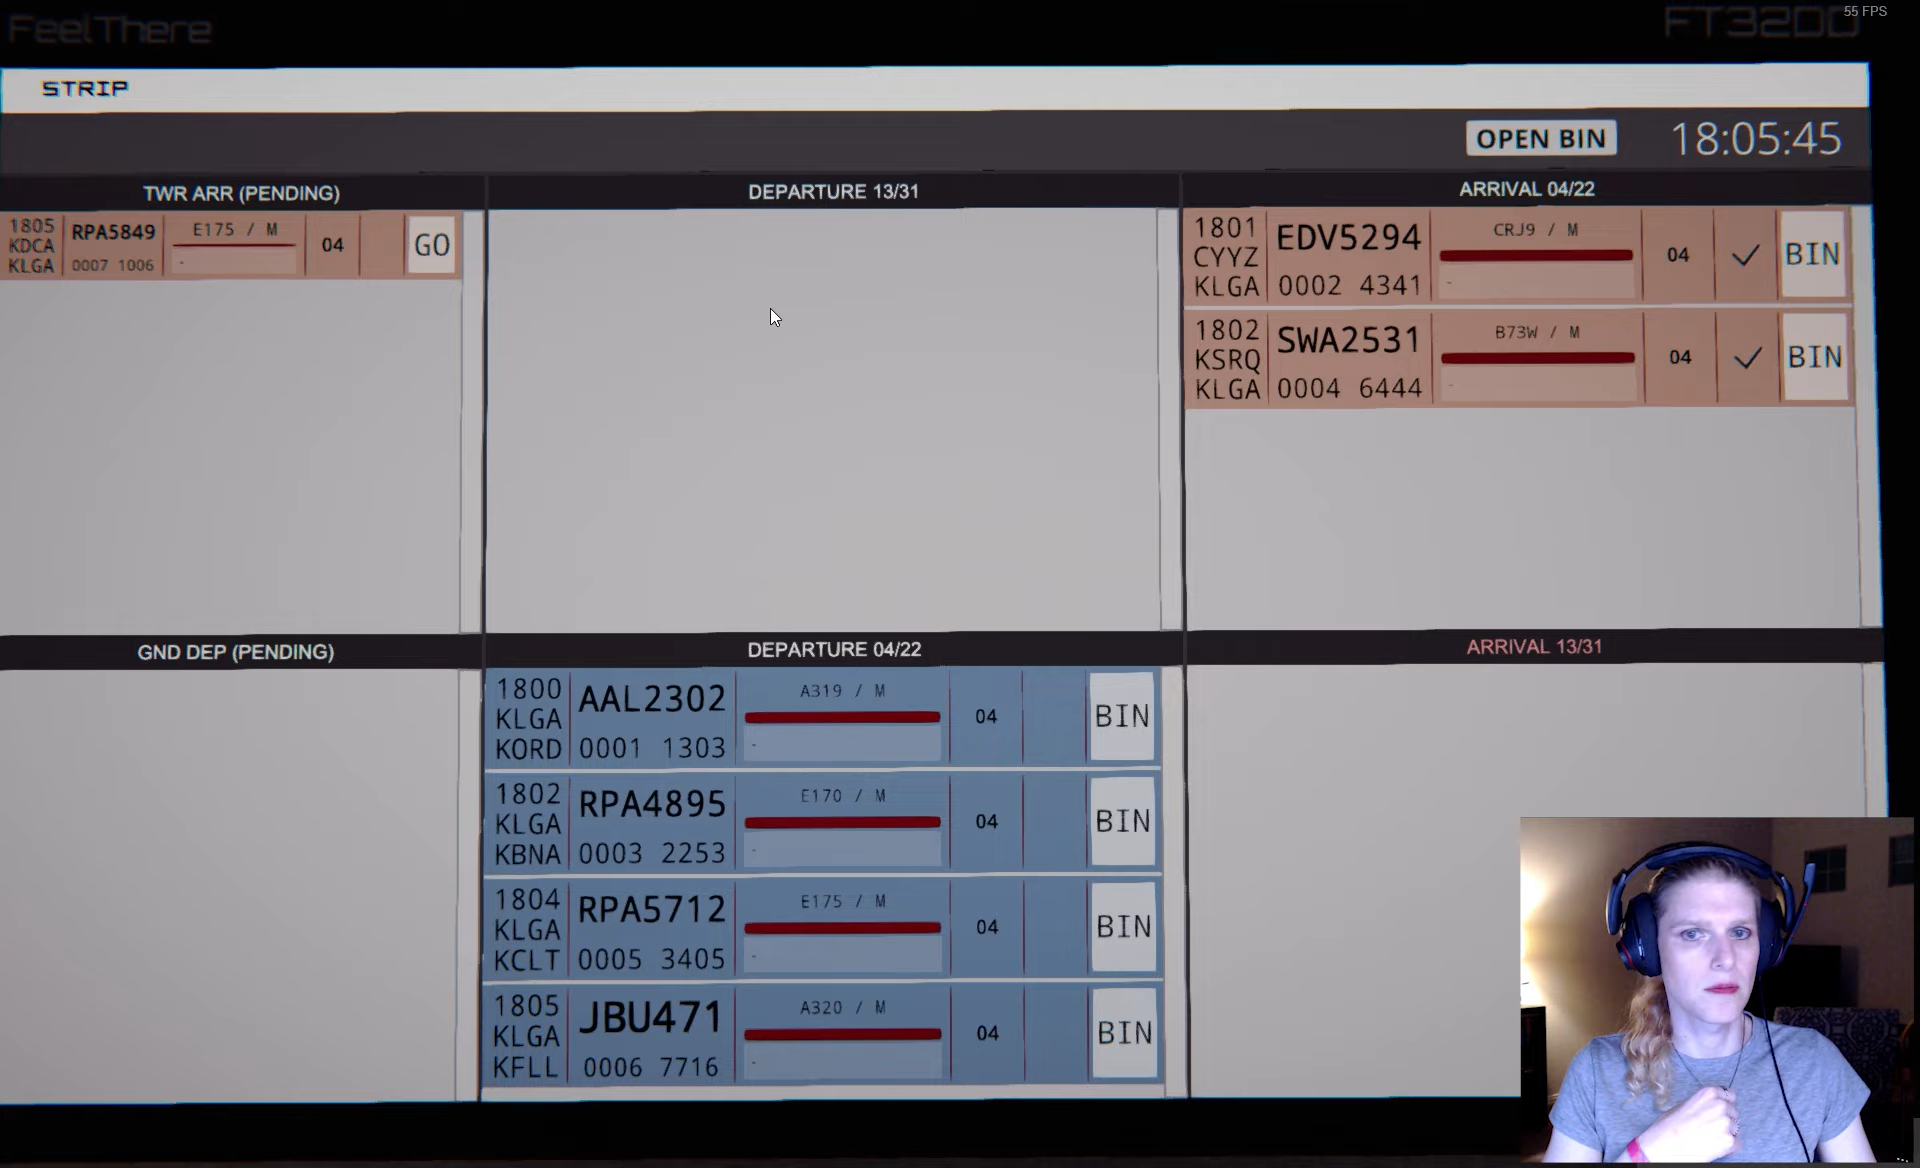 FeelThere
FT3200
55 FPS
STRIP
OPEN BIN
18:05:45
TWR ARR (PENDING)
1805
KDCA
KLGA
RPA5849
0007 1006
E175 / M
-
04
GO
DEPARTURE 13/31
ARRIVAL 04/22
1801
CYYZ
KLGA
EDV5294
0002 4341
CRJ9 / M
-
04
✓
BIN
1802
KSRQ
KLGA
SWA2531
0004 6444
B73W / M
-
04
✓
BIN
GND DEP (PENDING)
DEPARTURE 04/22
1800
KLGA
KORD
AAL2302
0001 1303
A319 / M
-
04
BIN
1802
KLGA
KBNA
RPA4895
0003 2253
E170 / M
-
04
BIN
1804
KLGA
KCLT
RPA5712
0005 3405
E175 / M
-
04
BIN
1805
KLGA
KFLL
JBU471
0006 7716
A320 / M
-
04
BIN
ARRIVAL 13/31